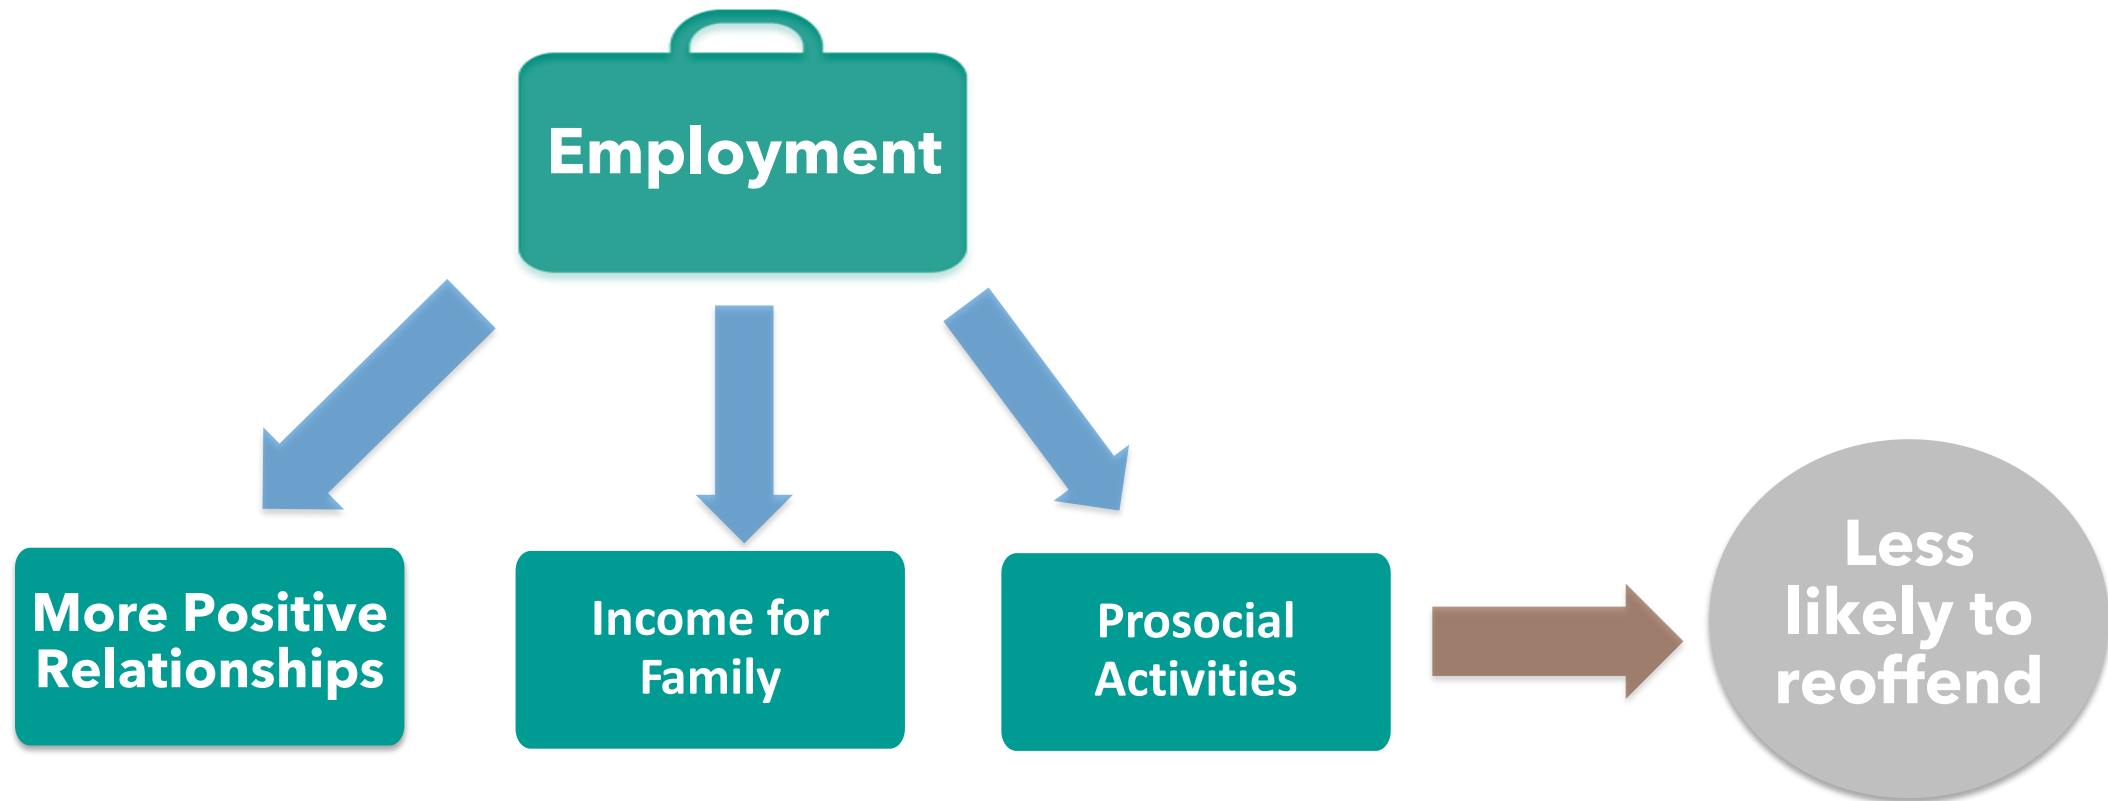 Employment
More Positive
Relationships
Income for
Family
Prosocial
Activities
Less
likely to
reoffend